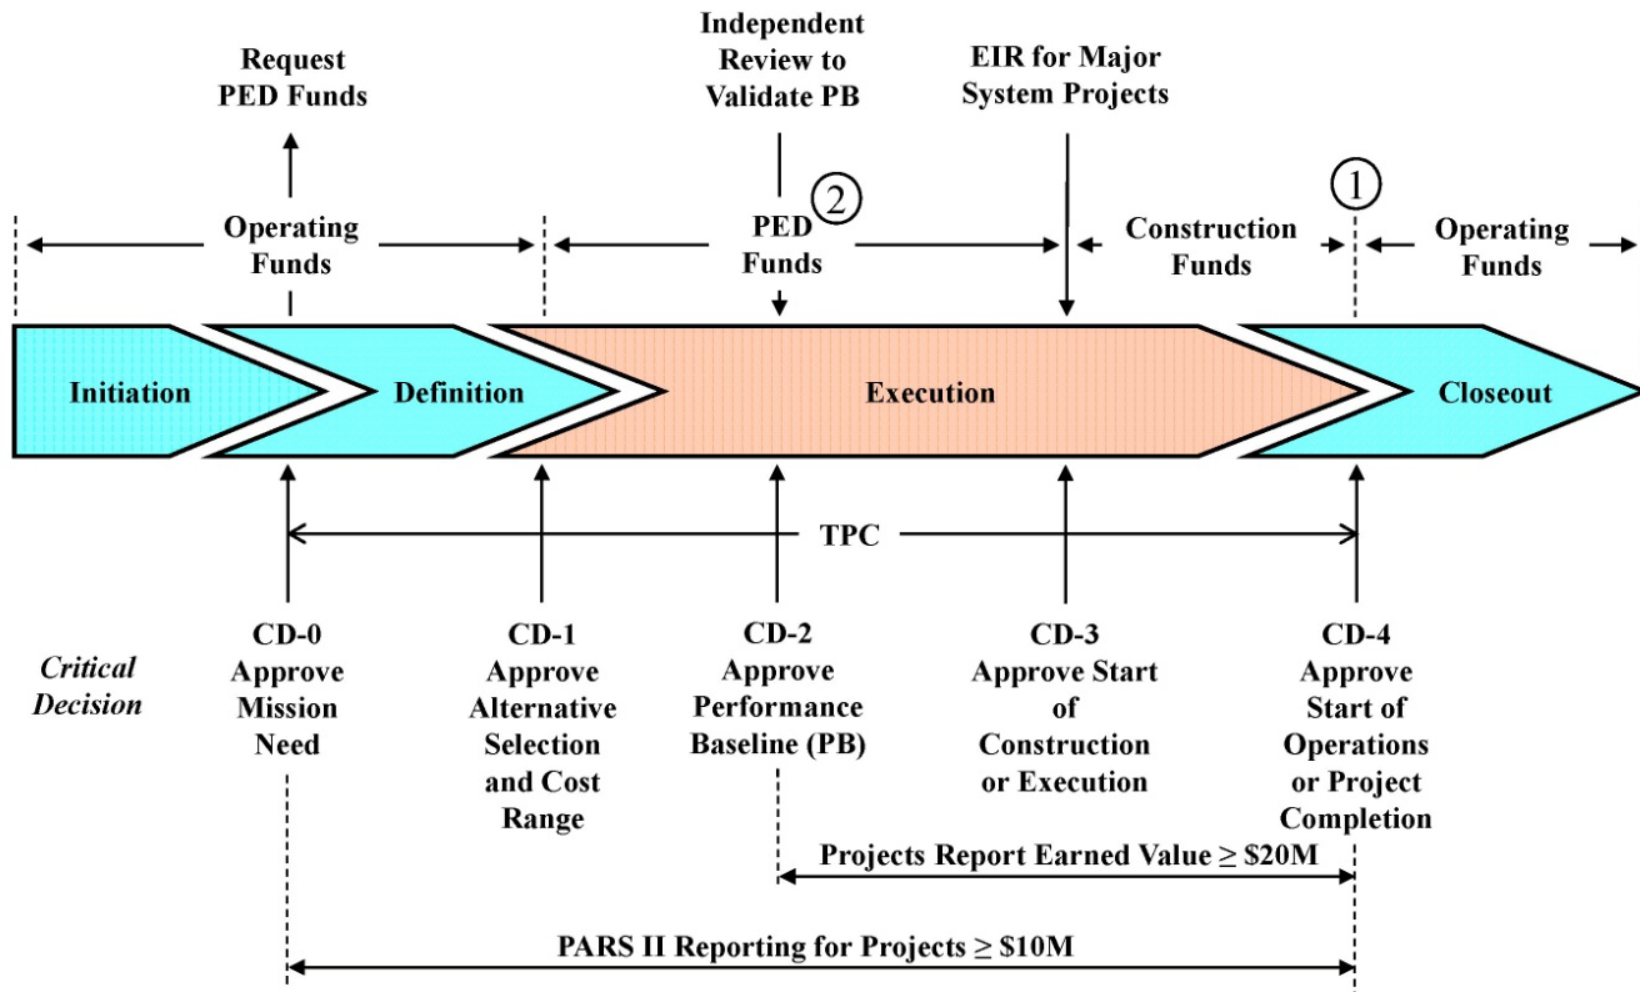 Request
PED Funds
Independent
Review to
Validate PB
EIR for Major
System Projects
1
2
Operating
Funds
PED
Funds
Construction
Funds
Operating
Funds
Initiation
Definition
Execution
Closeout
TPC
Critical
Decision
CD-0
Approve
Mission
Need
CD-1
Approve
Alternative
Selection
and Cost
Range
CD-2
Approve
Performance
Baseline (PB)
CD-3
Approve Start
of
Construction
or Execution
CD-4
Approve
Start of
Operations
or Project
Completion
Projects Report Earned Value ≥ $20M
PARS II Reporting for Projects ≥ $10M